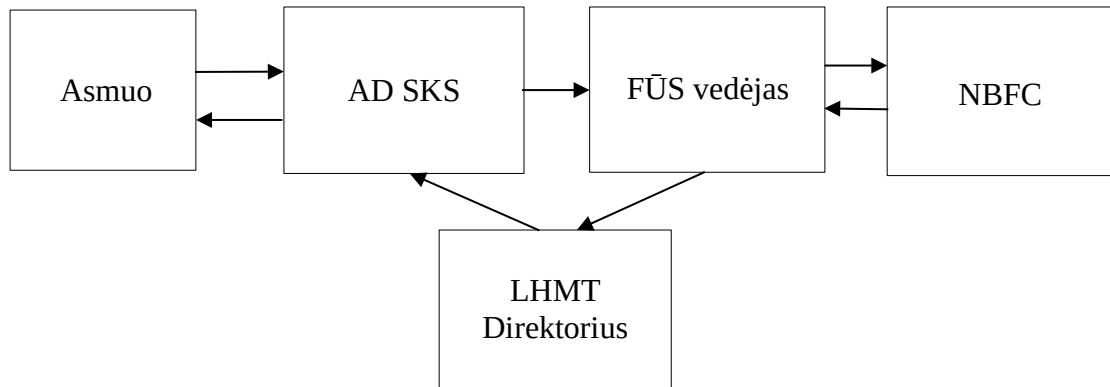 Asmuo
AD SKS
FŪS vedėjas
NBFC
LHMT
Direktorius